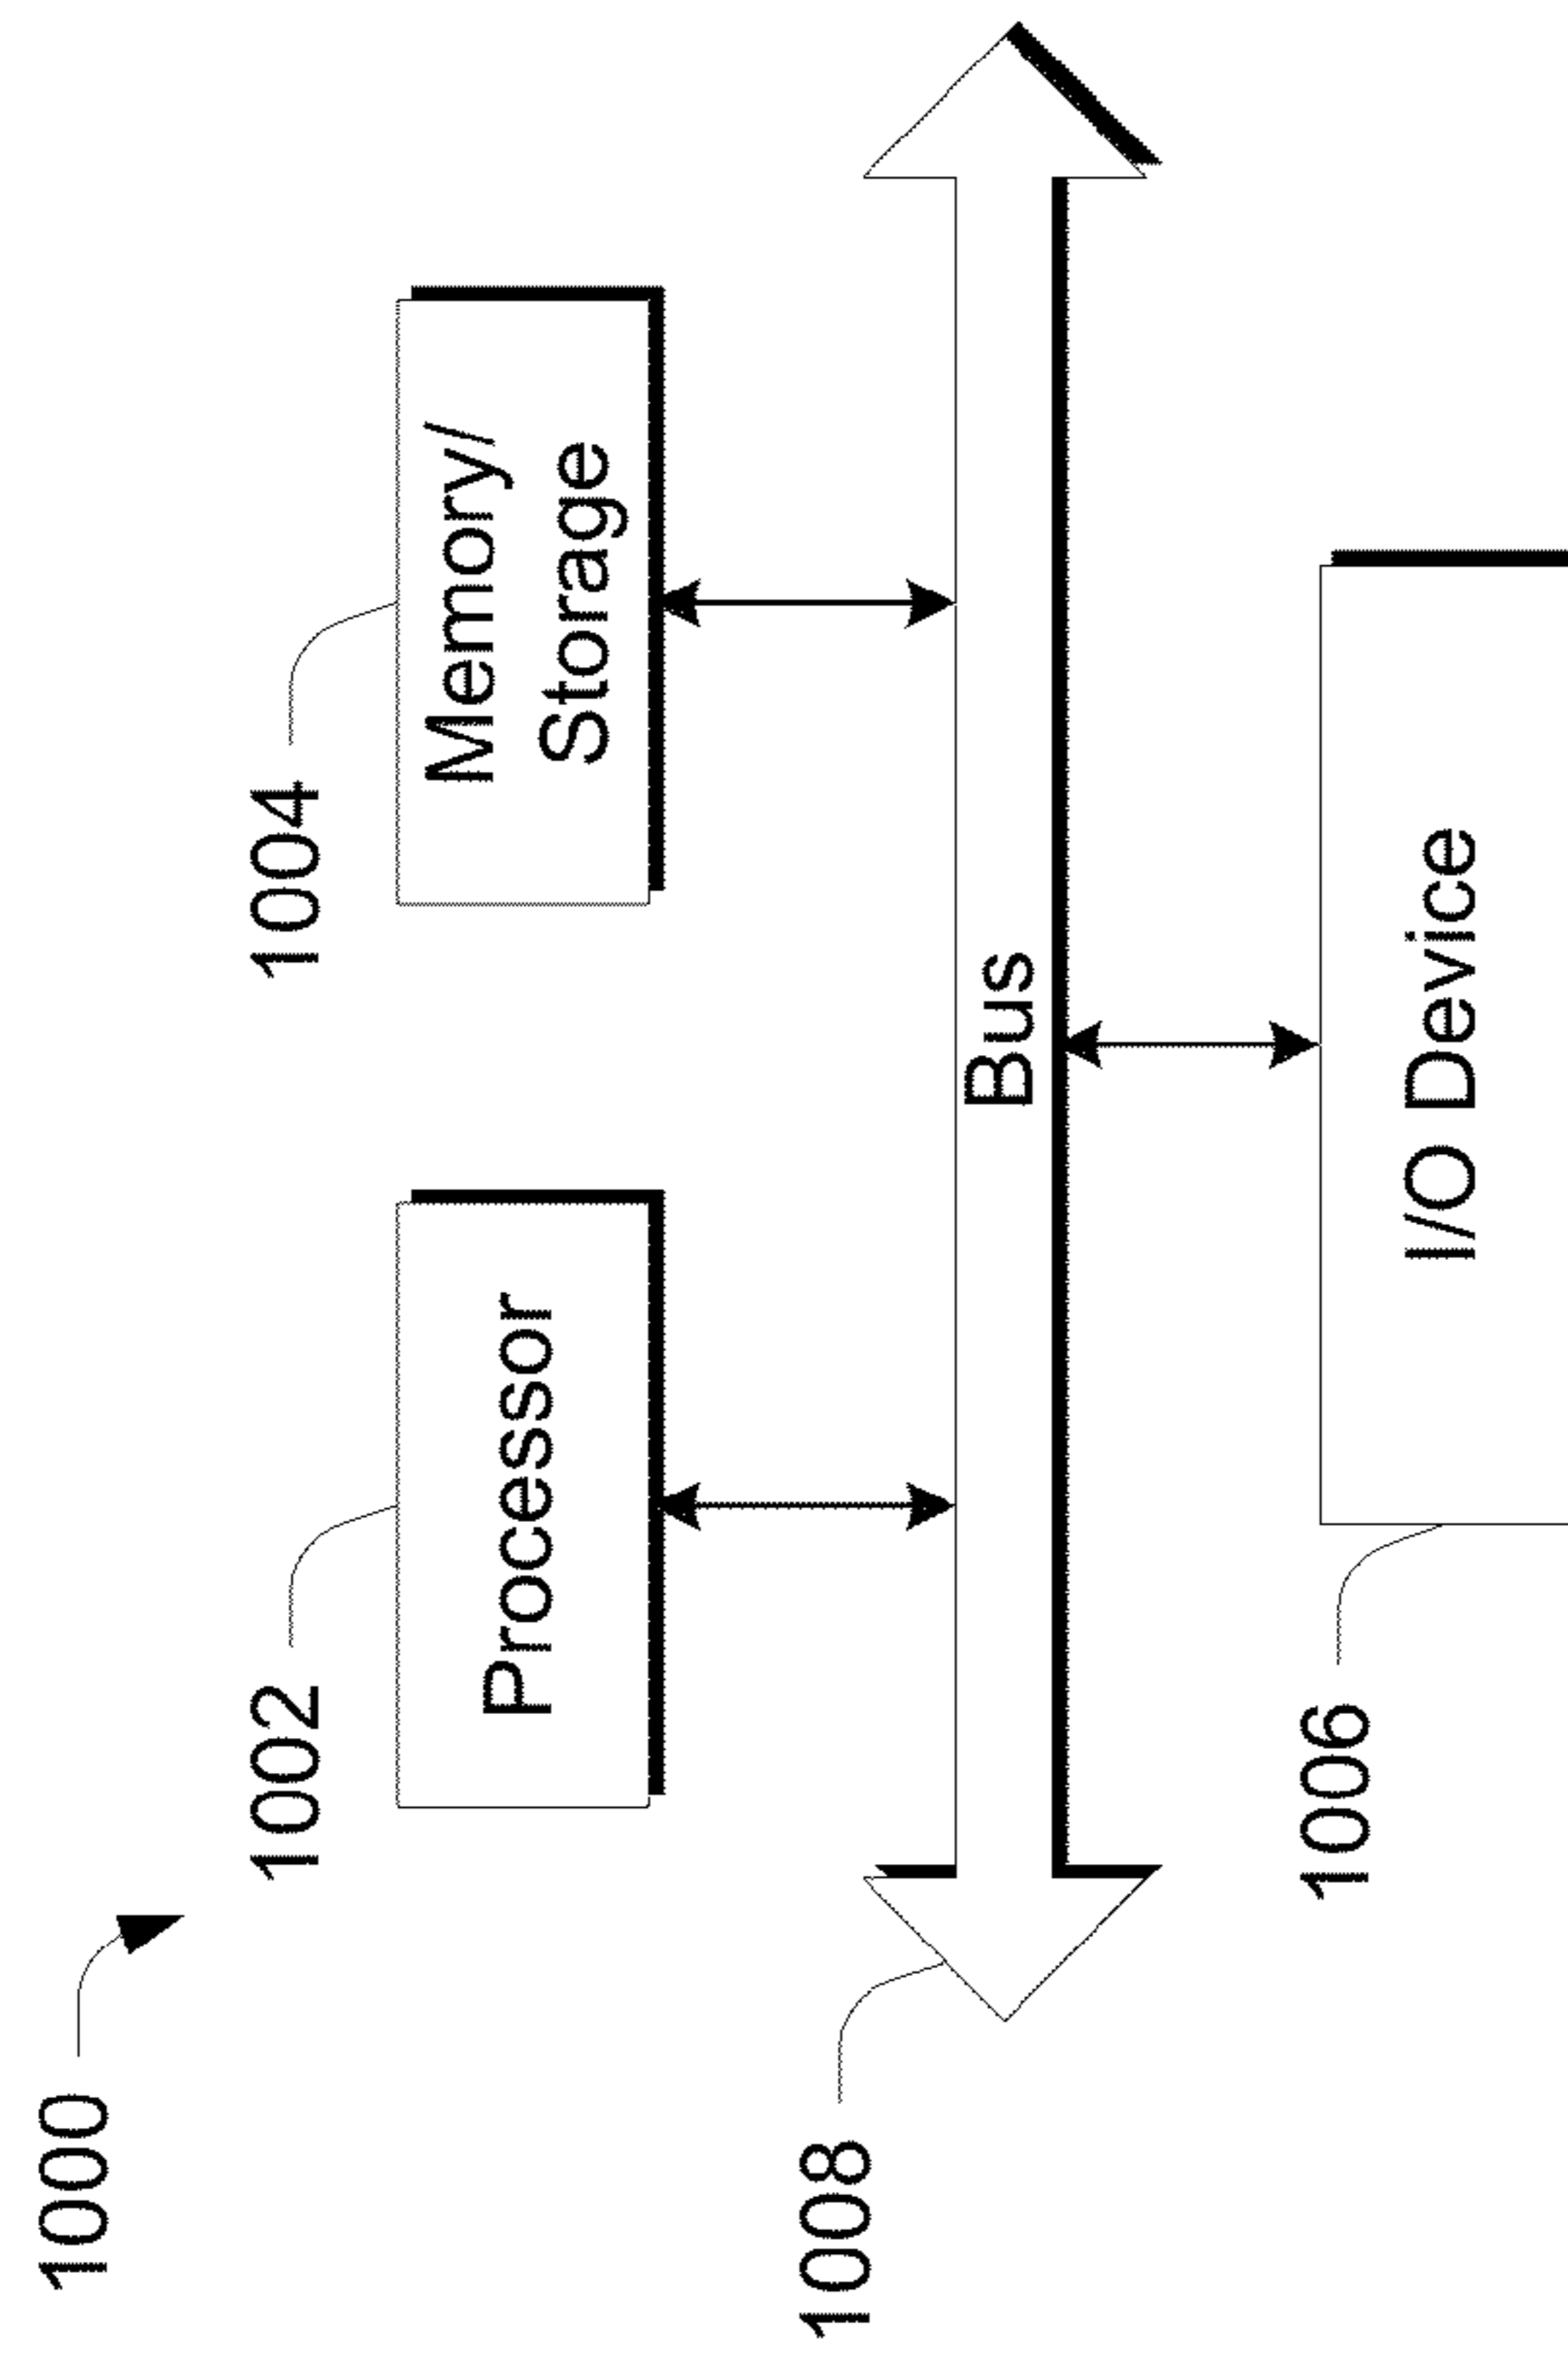 1000
1002
1004
Processor
Memory/
Storage
1008
Bus
1006
I/O Device